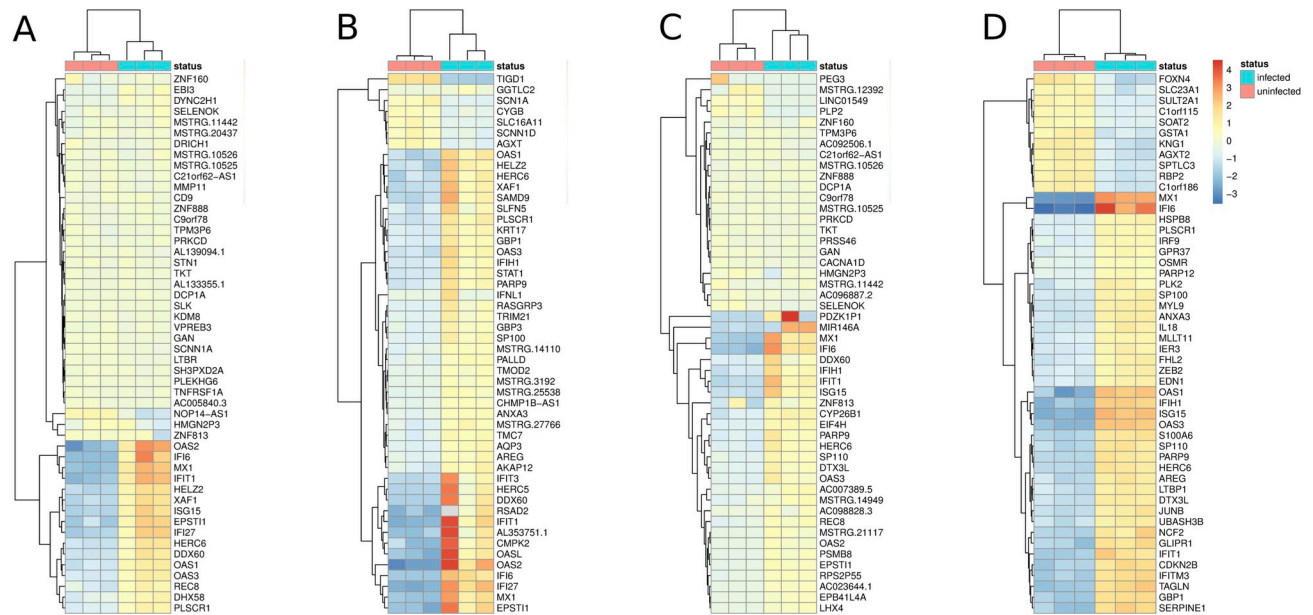 A
status
ZNF160
EBI3
DYNC2H1
SELENOK
MSTRG.11442
MSTRG.20437
DRICH1
MSTRG.10526
MSTRG.10525
C21orf62-AS1
MMP11
CD9
ZNF888
C9orf78
TPM3P6
PRKCD
AL139094.1
STN1
TKT
AL133355.1
DCP1A
SLK
KDM8
VPREB3
GAN
SCNN1A
LTBR
SH3PXD2A
PLEKHG6
TNFRSF1A
AC005840.3
NOP14-AS1
HMGN2P3
ZNF813
OAS2
IFI6
MX1
IFIT1
HELZ2
XAF1
ISG15
EPSTI1
IFI27
HERC6
DDX60
OAS1
OAS3
REC8
DHX58
PLSCR1
B
status
TIGD1
GGTLC2
SCN1A
CYGB
SLC16A11
SCNN1D
AGXT
OAS1
HELZ2
HERC6
XAF1
SAMD9
SLFN5
PLSCR1
KRT17
GBP1
OAS3
IFIH1
STAT1
PARP9
IFNL1
RASGRP3
TRIM21
GBP3
SP100
MSTRG.14110
PALLD
TMOD2
MSTRG.3192
MSTRG.25538
CHMP1B-AS1
ANXA3
MSTRG.27766
TMC7
AQP3
AREG
AKAP12
IFIT3
HERC5
DDX60
RSAD2
IFIT1
AL353751.1
CMPK2
OASL
OAS2
IFI6
IFI27
MX1
EPSTI1
C
status
PEG3
MSTRG.12392
LINC01549
PLP2
ZNF160
TPM3P6
AC092506.1
C21orf62-AS1
MSTRG.10526
ZNF888
DCP1A
C9orf78
MSTRG.10525
PRKCD
TKT
PRSS46
GAN
CACNA1D
HMGN2P3
MSTRG.11442
AC096887.2
SELENOK
PDZK1P1
MIR146A
MX1
IFI6
DDX60
IFIH1
IFIT1
ISG15
ZNF813
CYP26B1
EIF4H
PARP9
HERC6
SP110
DTX3L
OAS3
AC007389.5
MSTRG.14949
AC098828.3
REC8
MSTRG.21117
OAS2
PSMB8
EPSTI1
RPS2P55
AC023644.1
EPB41L4A
LHX4
D
status
FOXN4
SLC23A1
SULT2A1
C1orf115
SOAT2
GSTA1
KNG1
AGXT2
SPTLC3
RBP2
C1orf186
MX1
IFI6
HSPB8
PLSCR1
IRF9
GPR37
OSMR
PARP12
PLK2
SP100
MYL9
ANXA3
IL18
MLLT11
IER3
FHL2
ZEB2
EDN1
OAS1
IFIH1
ISG15
OAS3
S100A6
SP110
PARP9
HERC6
AREG
LTBP1
DTX3L
JUNB
UBASH3B
NCF2
GLIPR1
IFIT1
CDKN2B
IFITM3
TAGLN
GBP1
SERPINE1
4
3
2
1
0
−1
−2
−3
status
infected
uninfected